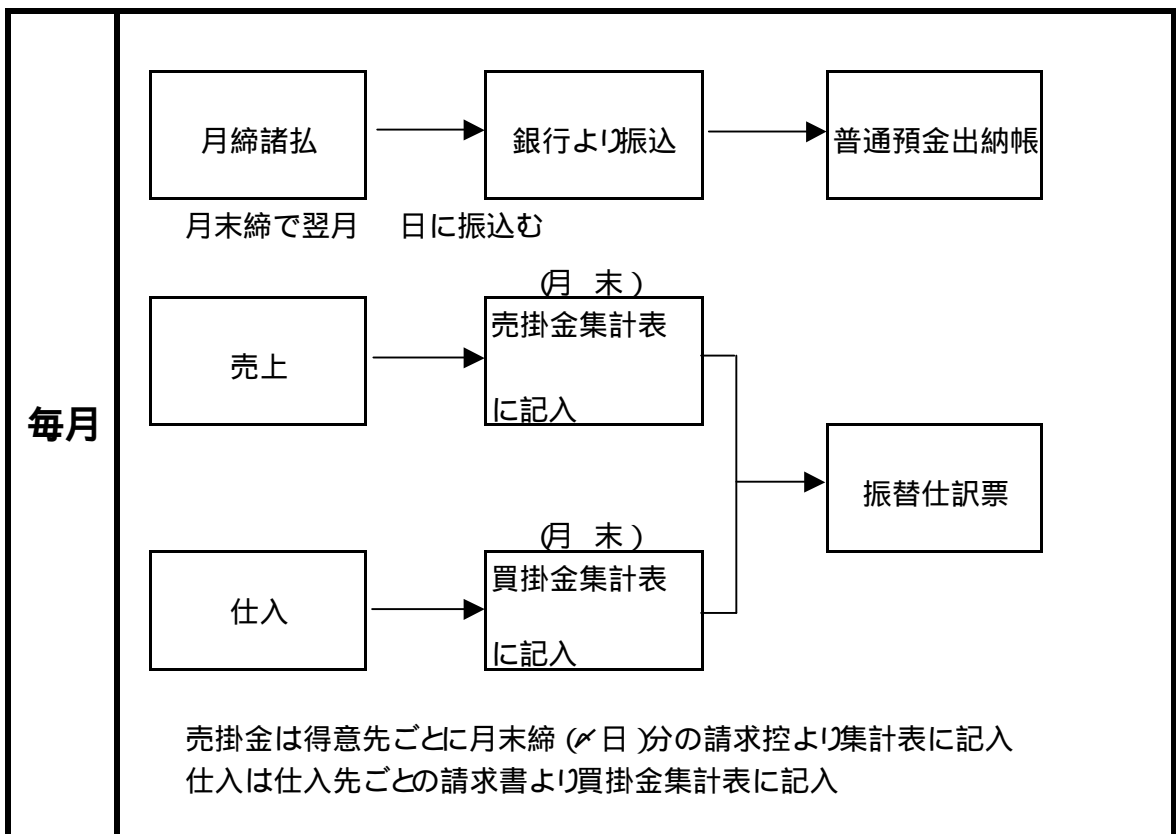 毎月
月締諸払
銀行より振込
普通預金出納帳
月末締で翌月　日に振込む
(月 末)
売上
売掛金集計表
に記入
振替仕訳票
(月 末)
仕入
買掛金集計表
に記入
売掛金は得意先ごとに月末締(〆日)分の請求控より集計表に記入
仕入は仕入先ごとの請求書より買掛金集計表に記入